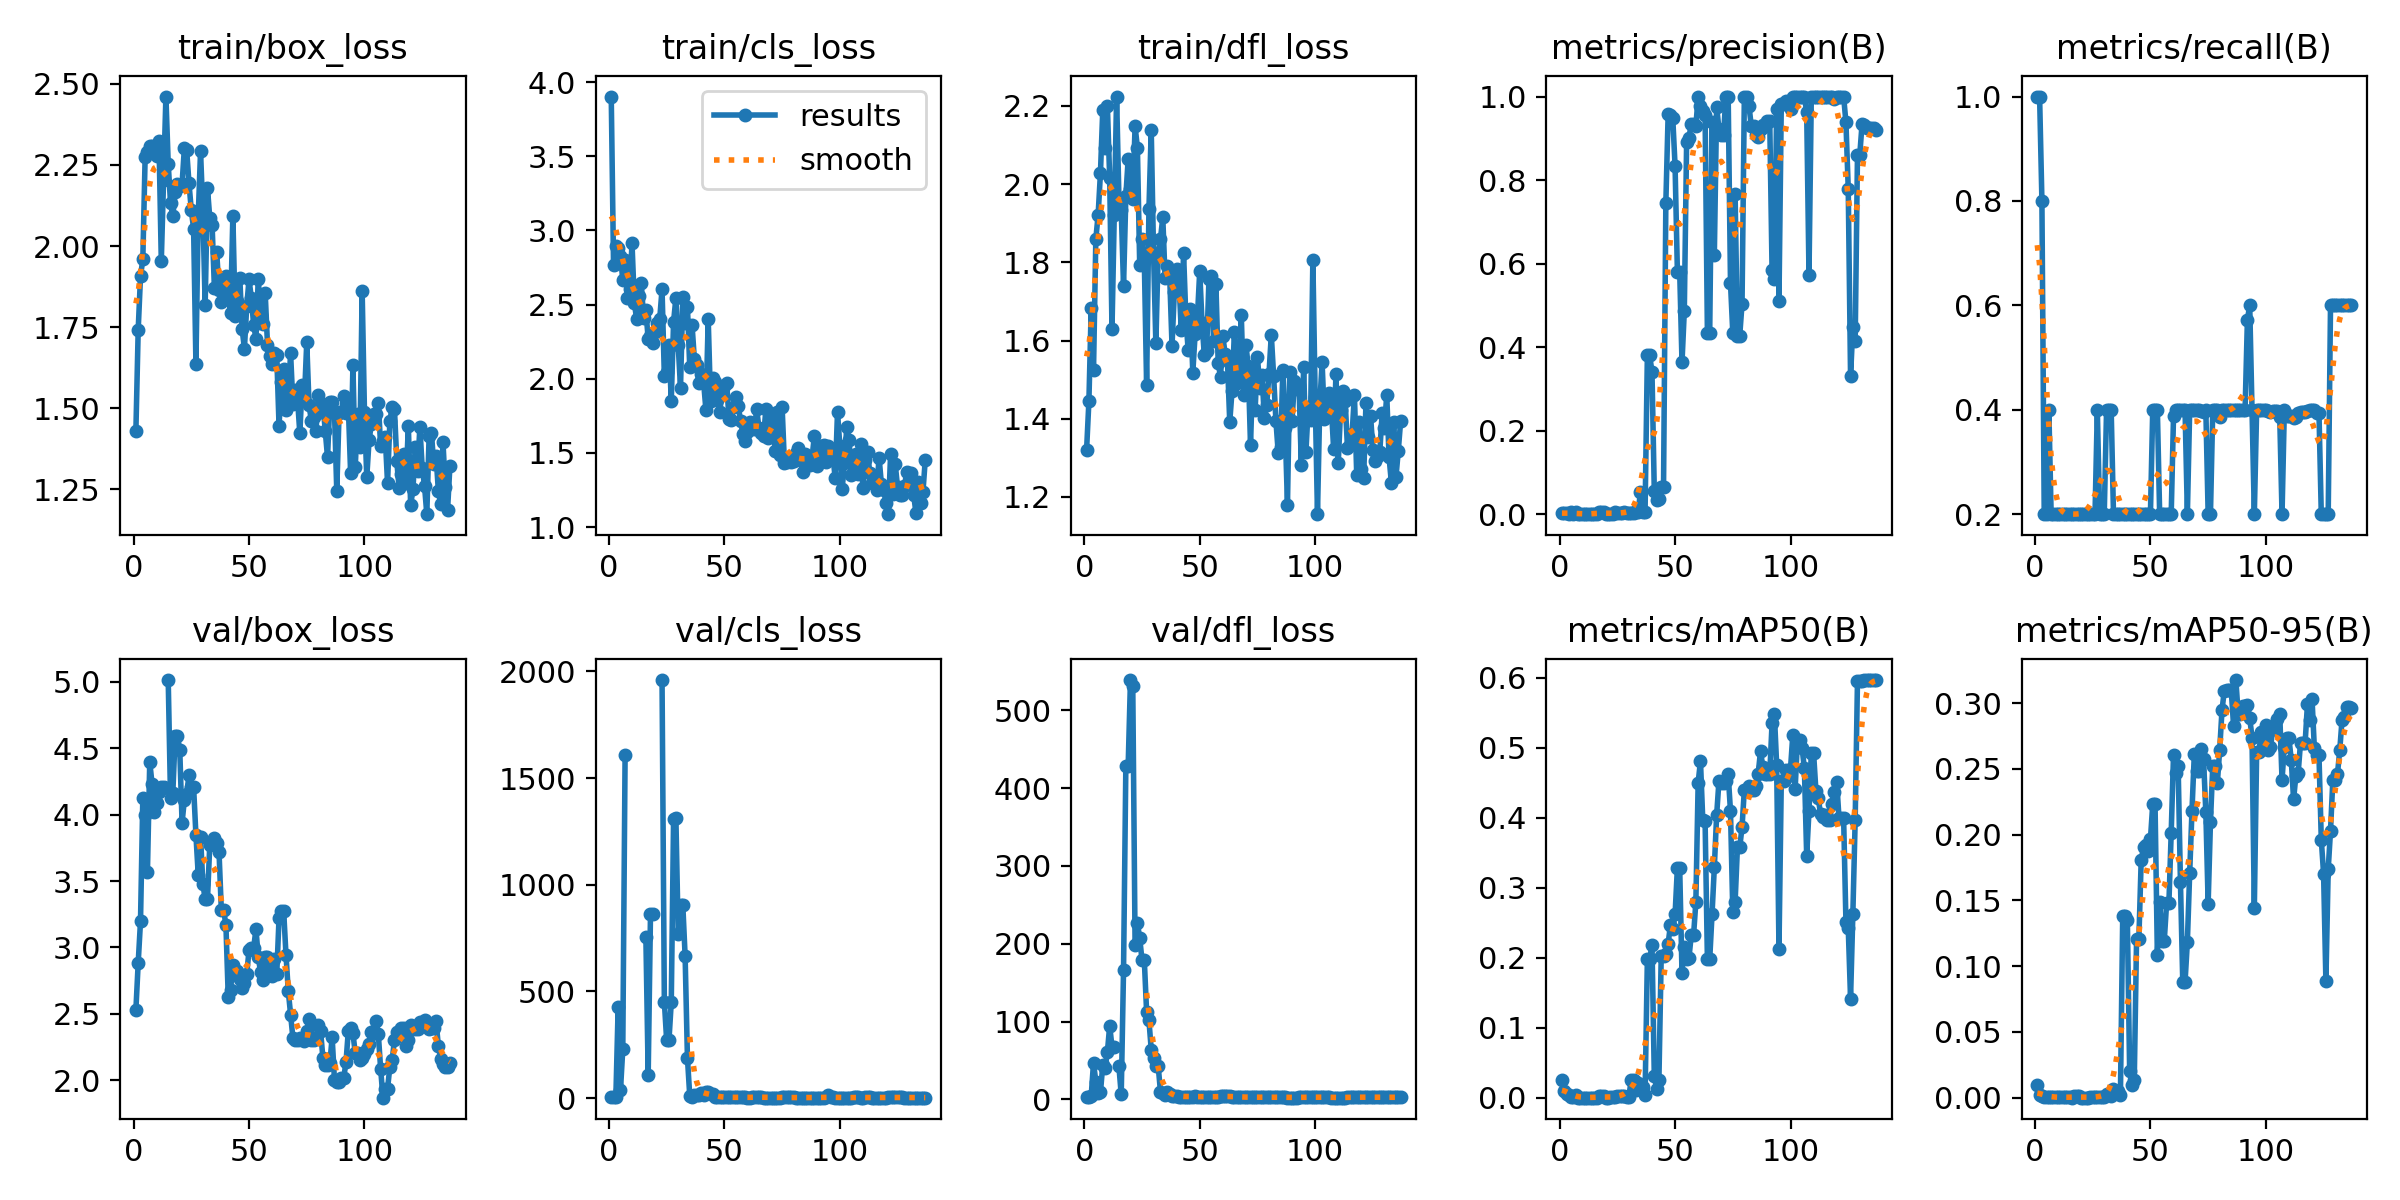 train/box_loss
2.50
2.25
2.00
1.75
1.50
1.25
0 50 100
train/cls_loss
results
smooth
4.0
3.5
3.0
2.5
2.0
1.5
1.0
0 50 100
train/dfl_loss
2.2
2.0
1.8
1.6
1.4
1.2
0 50 100
metrics/precision(B)
1.0
0.8
0.6
0.4
0.2
0.0
0 50 100
metrics/recall(B)
1.0
0.8
0.6
0.4
0.2
0 50 100
val/box_loss
5.0
4.5
4.0
3.5
3.0
2.5
2.0
0 50 100
val/cls_loss
2000
1500
1000
500
0
0 50 100
val/dfl_loss
500
400
300
200
100
0
0 50 100
metrics/mAP50(B)
0.6
0.5
0.4
0.3
0.2
0.1
0.0
0 50 100
metrics/mAP50-95(B)
0.30
0.25
0.20
0.15
0.10
0.05
0.00
0 50 100